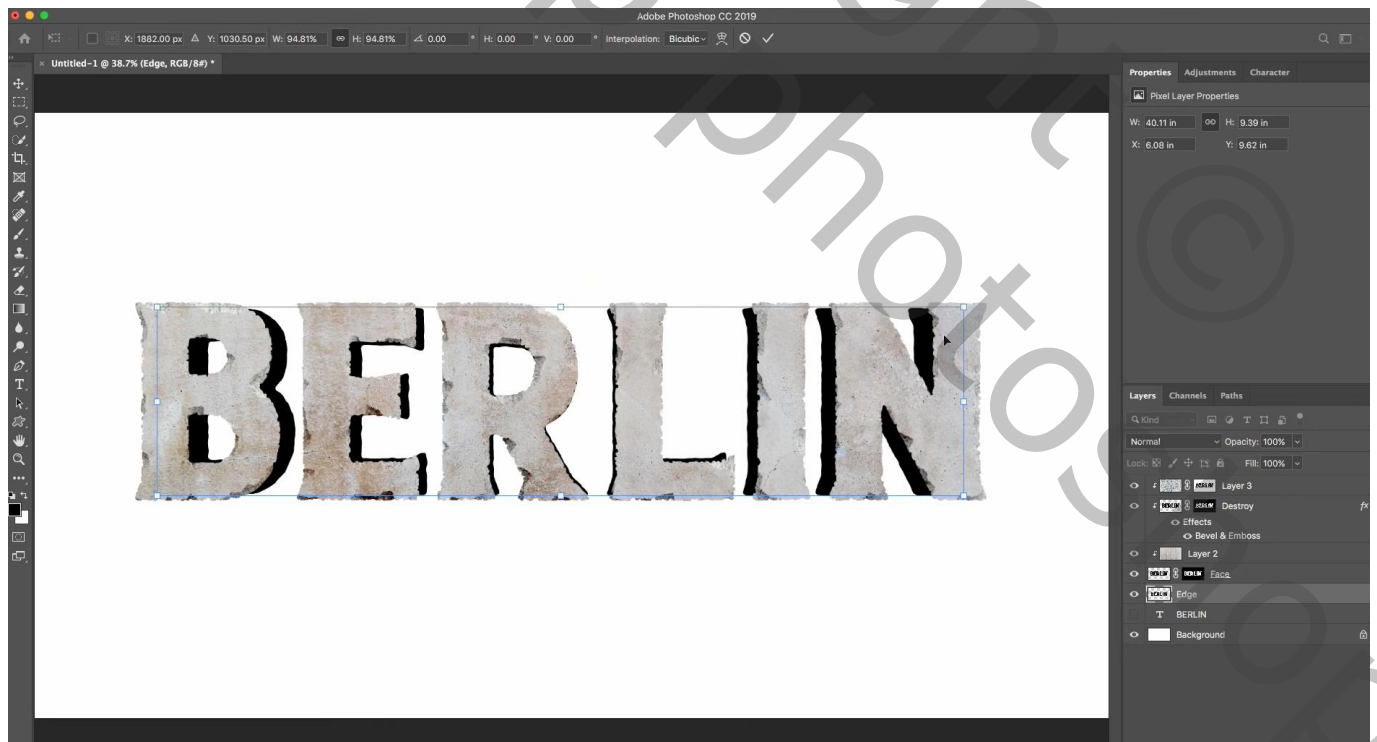 Adobe Photoshop CC 2019
X: 1882.00 px Δ Y: 1030.50 px W: 94.81% H: 94.81% 0.00 ° H: 0.00 ° V: 0.00 ° Interpolation: Bicubic
× Untitled-1 @ 38.7% (Edge, RGB/8#) *
Properties Adjustments Character
Pixel Layer Properties
W: 40.11 in H: 9.39 in
X: 6.08 in Y: 9.62 in
BERLIN
Layers Channels Paths
Kind
Normal Opacity: 100%
Lock: Fill: 100%
Layer 3
Destroy fx
Effects
Bevel & Emboss
Layer 2
Face
Edge
T BERLIN
Background
photoshop